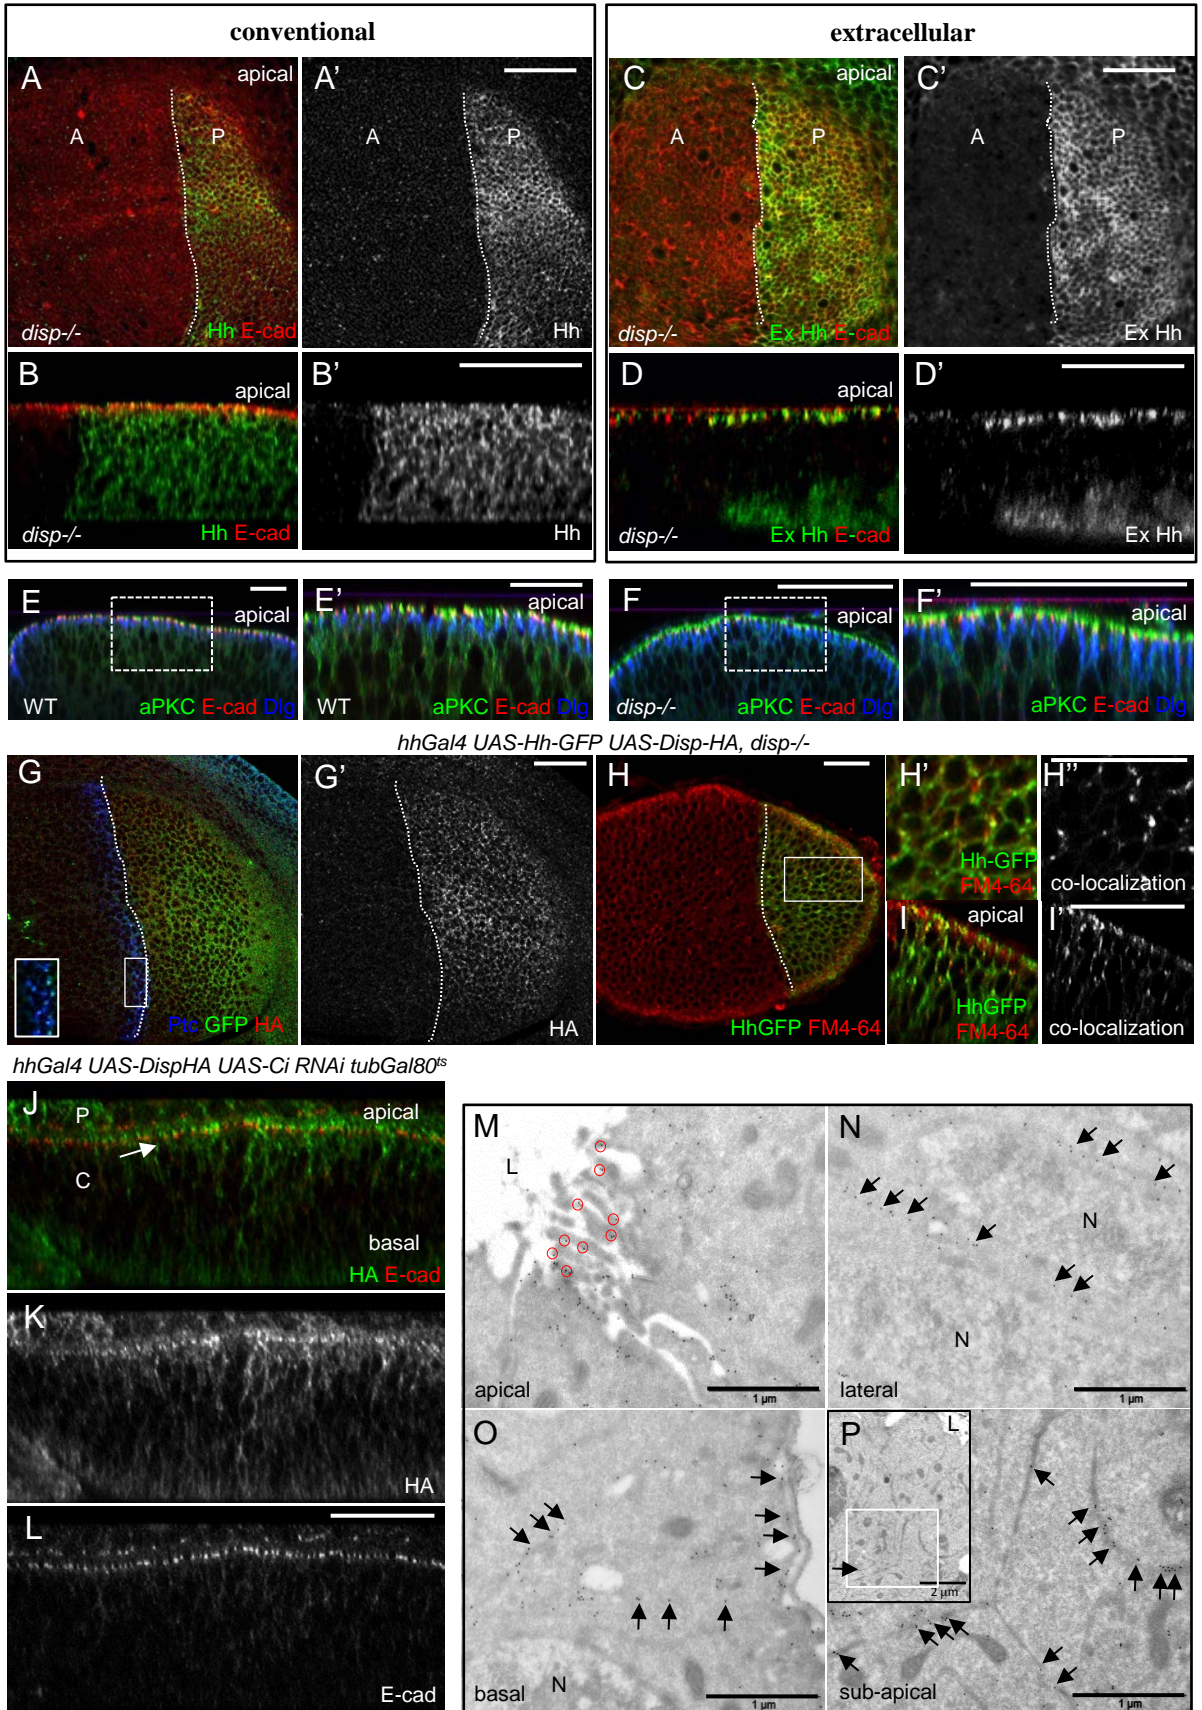 conventional
extracellular
A apical
A P
disp-/- Hh E-cad
A'
A P
Hh
C apical
A P
disp-/- Ex Hh E-cad
C'
A P
Ex Hh
B apical
disp-/- Hh E-cad
B'
Hh
D apical
disp-/- Ex Hh E-cad
D'
Ex Hh
E apical
WT aPKC E-cad Dlg
E' apical
WT aPKC E-cad Dlg
F apical
disp-/- aPKC E-cad Dlg
F' apical
aPKC E-cad Dlg
hhGal4 UAS-Hh-GFP UAS-Disp-HA, disp-/-
G
Ptc GFP HA
G'
HA
H
HhGFP FM4-64
H'
Hh-GFP
FM4-64
H''
co-localization
I apical
HhGFP
FM4-64
I'
co-localization
hhGal4 UAS-DispHA UAS-Ci RNAi tubGal80ts
J P apical
C
basal
HA E-cad
K
HA
L
E-cad
M
L
apical 1 µm
N
N
N
lateral 1 µm
O
N
basal 1 µm
P
L
2 µm
sub-apical 1 µm